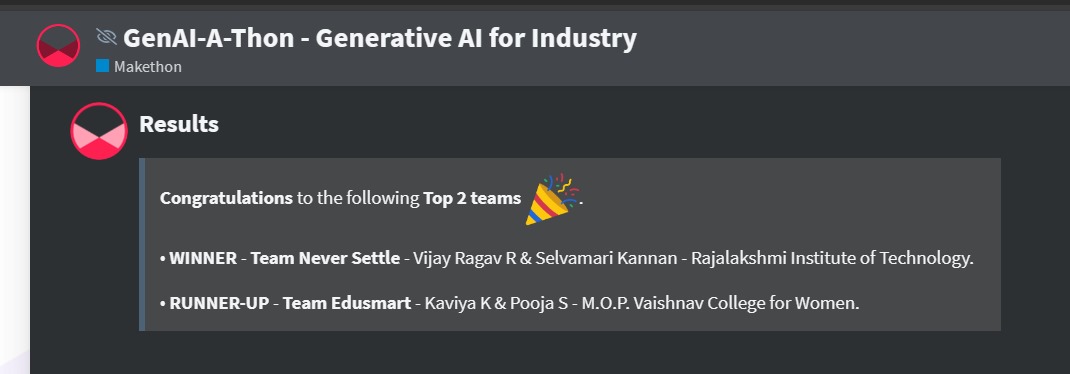 GenAI-A-Thon - Generative AI for Industry
Makethon
Results
Congratulations to the following Top 2 teams 🎉.
• WINNER - Team Never Settle - Vijay Ragav R & Selvamari Kannan - Rajalakshmi Institute of Technology.
• RUNNER-UP - Team Edusmart - Kaviya K & Pooja S - M.O.P. Vaishnav College for Women.